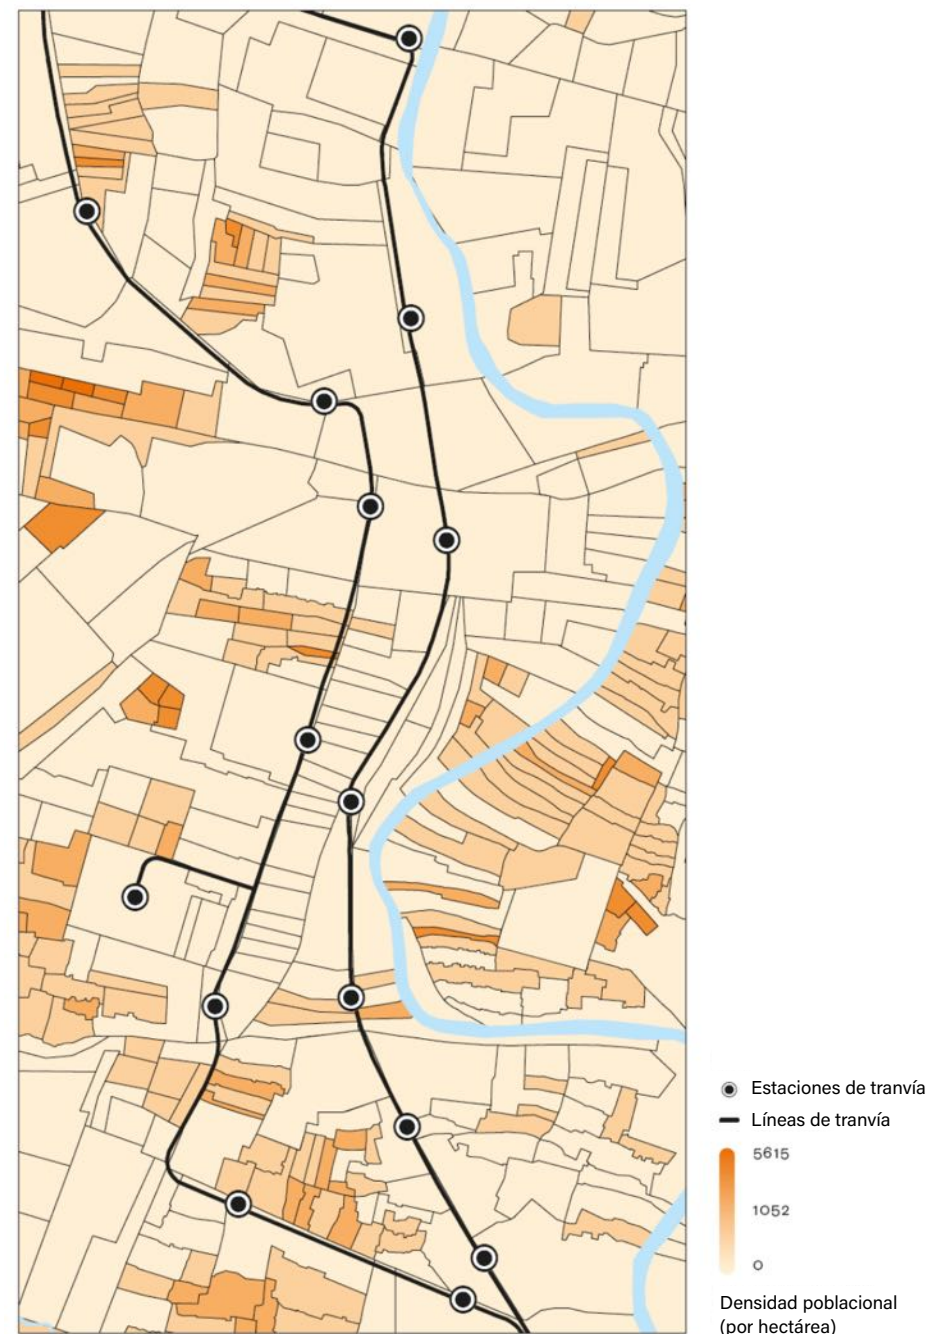 Estaciones de tranvía
Líneas de tranvía
5615
1052
0
Densidad poblacional
(por hectárea)